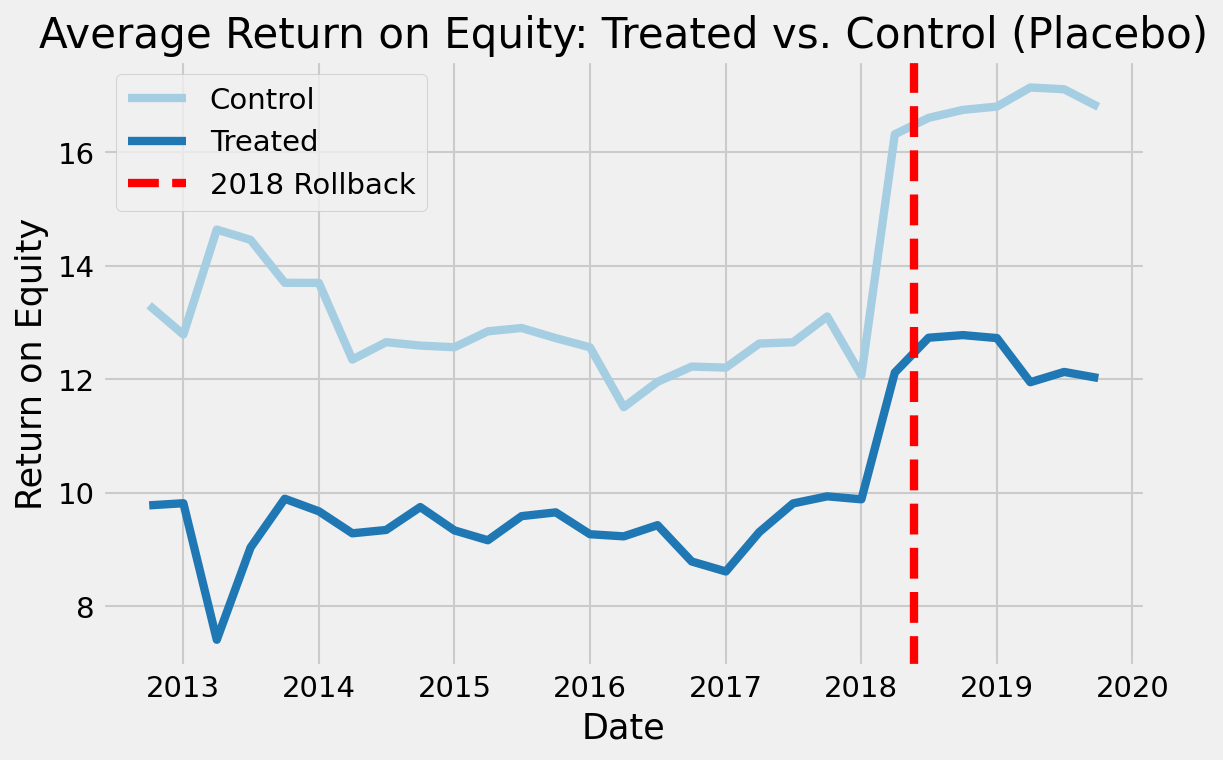 Average Return on Equity: Treated vs. Control (Placebo)
Control
Treated
2018 Rollback
Return on Equity
16
14
12
10
8
2013 2014 2015 2016 2017 2018 2019 2020
Date